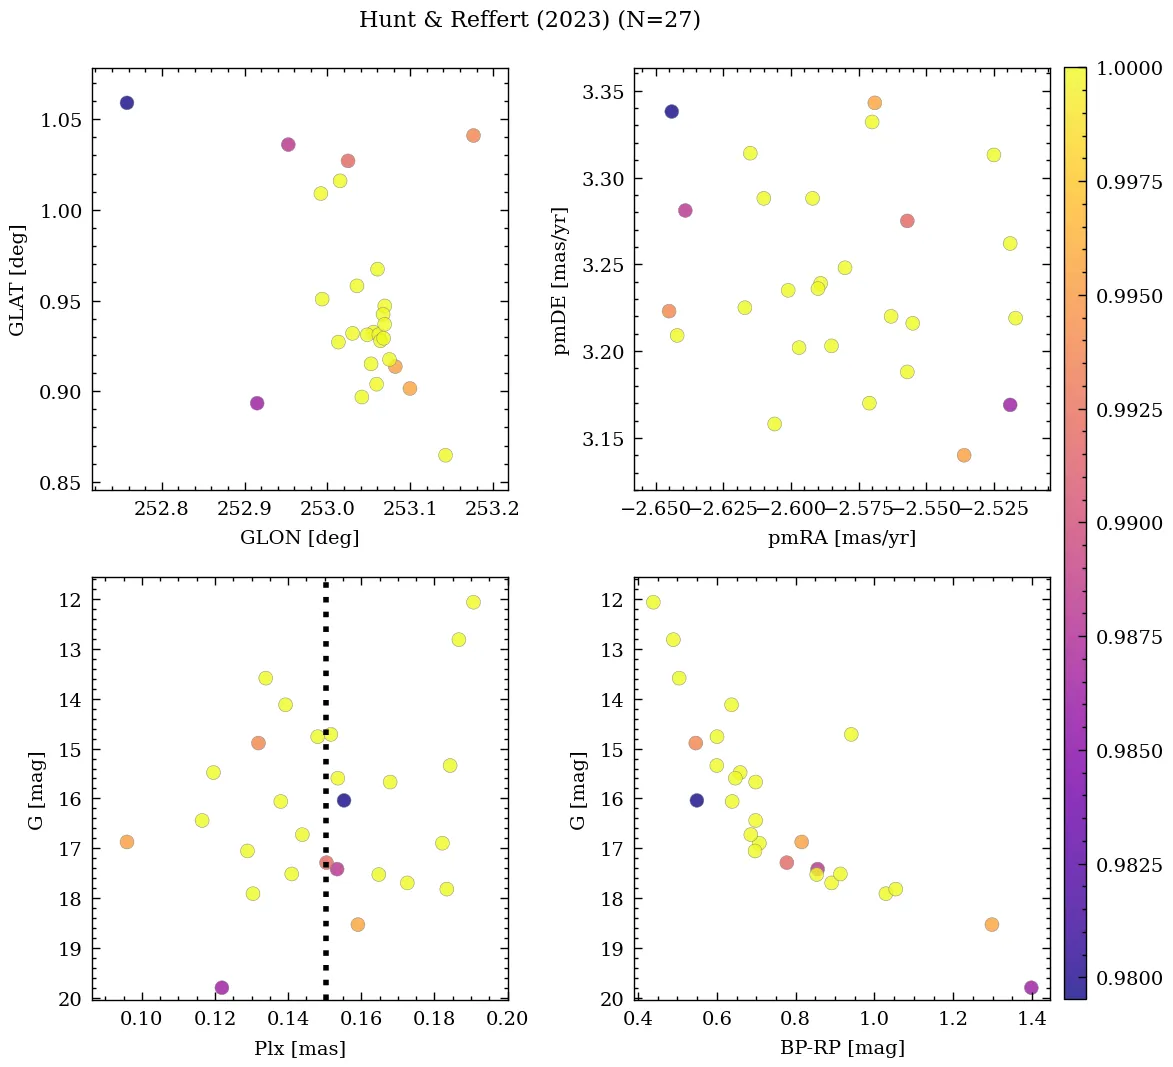 Hunt & Reffert (2023) (N=27)
1.05
1.00
0.95
0.90
0.85
GLAT [deg]
252.8 252.9 253.0 253.1 253.2
GLON [deg]
3.35
3.30
3.25
3.20
3.15
pmDE [mas/yr]
−2.650 −2.625 −2.600 −2.575 −2.550 −2.525
pmRA [mas/yr]
12
13
14
15
16
17
18
19
20
G [mag]
0.10 0.12 0.14 0.16 0.18 0.20
Plx [mas]
12
13
14
15
16
17
18
19
20
G [mag]
0.4 0.6 0.8 1.0 1.2 1.4
BP-RP [mag]
1.0000
0.9975
0.9950
0.9925
0.9900
0.9875
0.9850
0.9825
0.9800